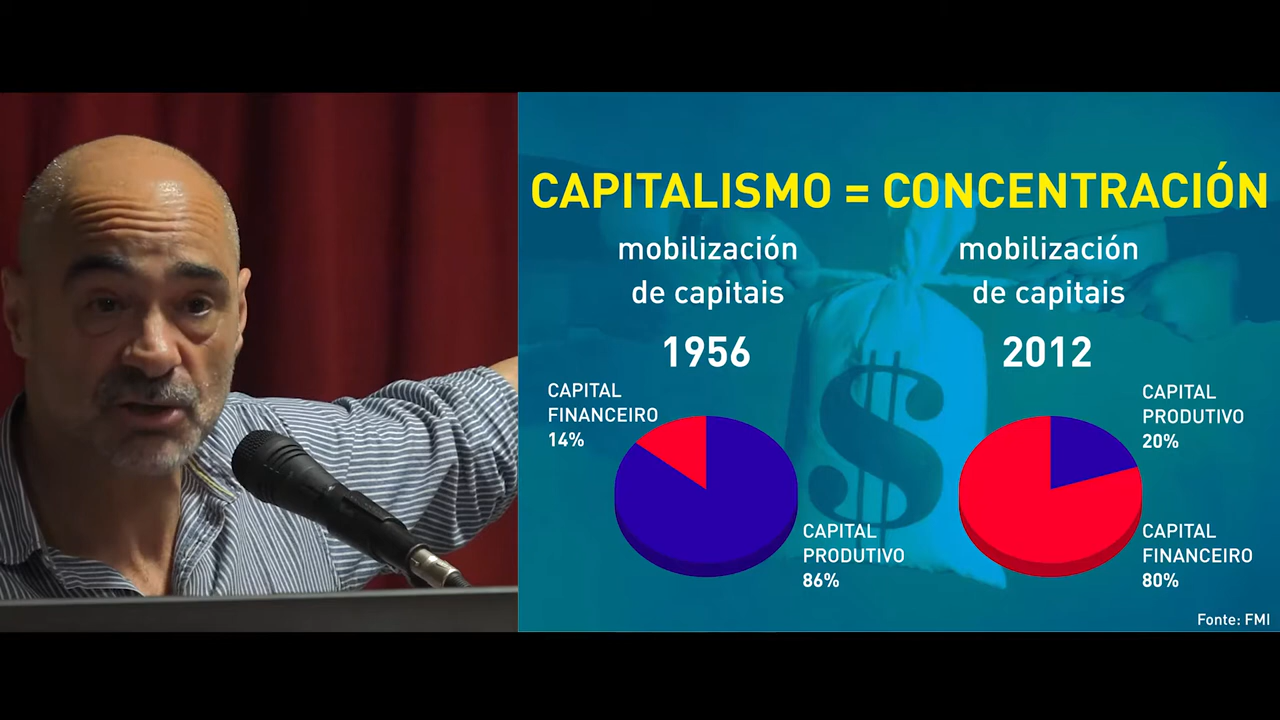 CAPITALISMO = CONCENTRACIÓN
mobilización
de capitais
1956
CAPITAL
FINANCEIRO
14%
CAPITAL
PRODUTIVO
86%
mobilización
de capitais
2012
CAPITAL
PRODUTIVO
20%
CAPITAL
FINANCEIRO
80%
Fonte: FMI